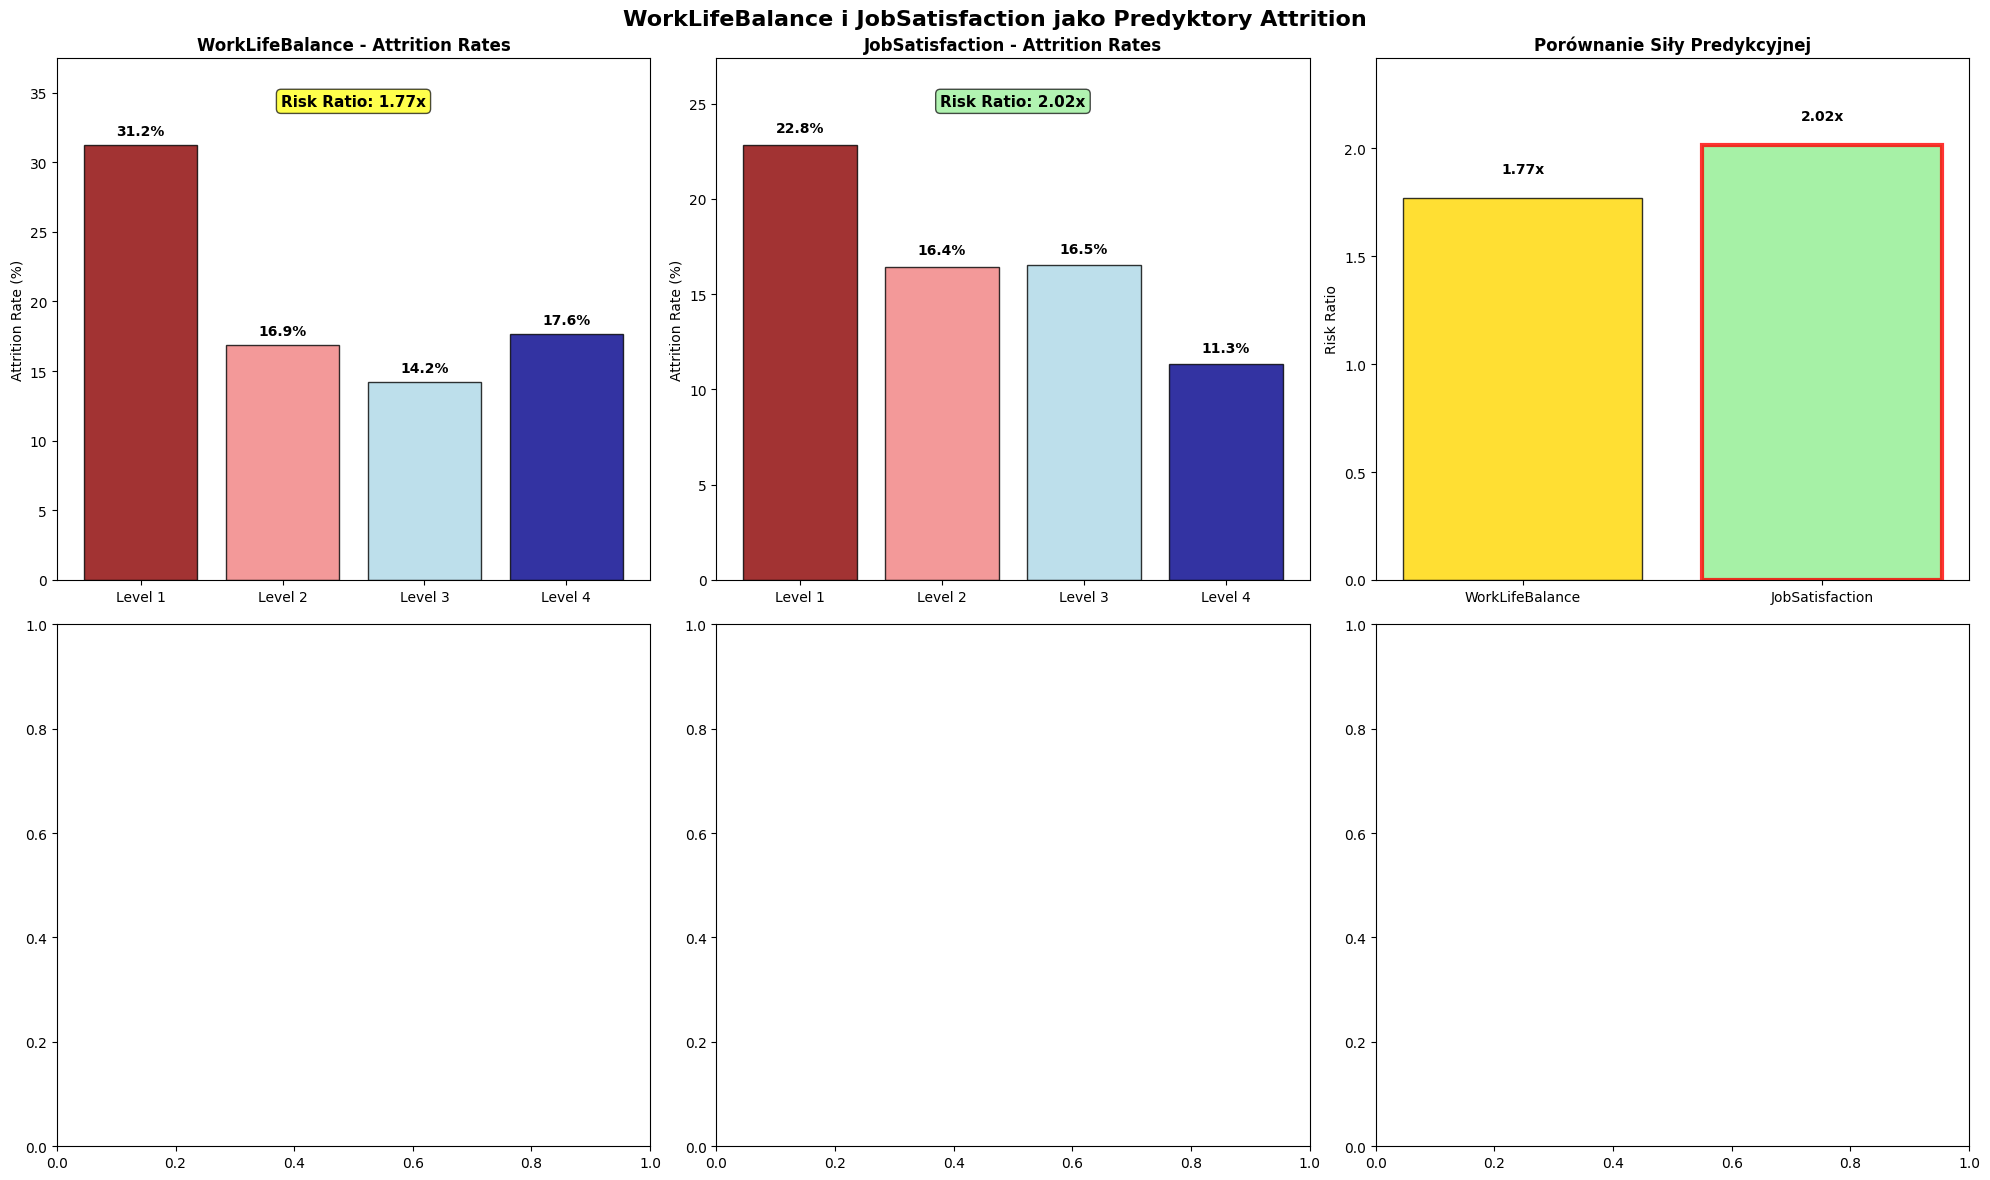 WorkLifeBalance i JobSatisfaction jako Predyktory Attrition
WorkLifeBalance - Attrition Rates
Attrition Rate (%)
35
30
25
20
15
10
5
0
Risk Ratio: 1.77x
31.2%
16.9%
14.2%
17.6%
Level 1
Level 2
Level 3
Level 4
JobSatisfaction - Attrition Rates
Attrition Rate (%)
25
20
15
10
5
0
Risk Ratio: 2.02x
22.8%
16.4%
16.5%
11.3%
Level 1
Level 2
Level 3
Level 4
Porównanie Siły Predykcyjnej
Risk Ratio
2.0
1.5
1.0
0.5
0.0
1.77x
2.02x
WorkLifeBalance
JobSatisfaction
1.0
0.8
0.6
0.4
0.2
0.0
0.0 0.2 0.4 0.6 0.8 1.0
1.0
0.8
0.6
0.4
0.2
0.0
0.0 0.2 0.4 0.6 0.8 1.0
1.0
0.8
0.6
0.4
0.2
0.0
0.0 0.2 0.4 0.6 0.8 1.0